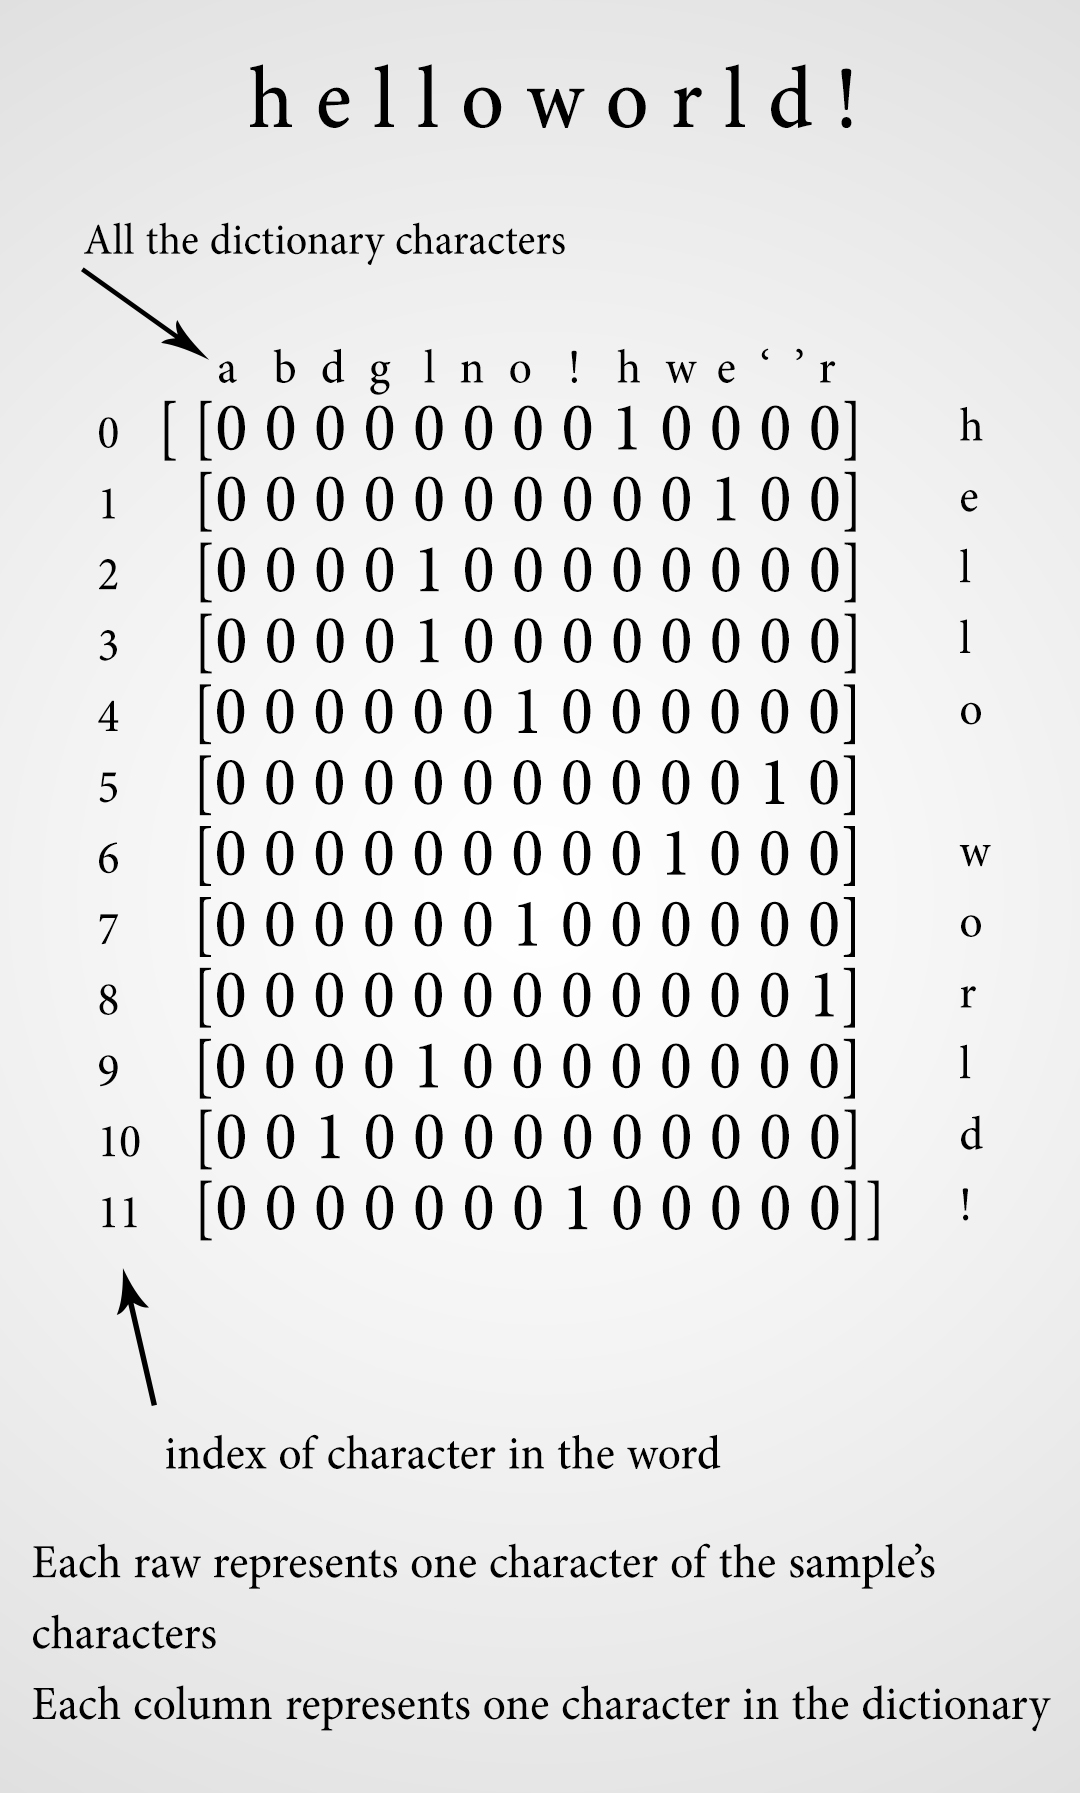 h e l l o w o r l d !
All the dictionary characters
a b d g l n o ! h w e ‘ ’ r
0 [ [0 0 0 0 0 0 0 0 1 0 0 0 0] h
1 [0 0 0 0 0 0 0 0 0 0 1 0 0] e
2 [0 0 0 0 1 0 0 0 0 0 0 0 0] l
3 [0 0 0 0 1 0 0 0 0 0 0 0 0] l
4 [0 0 0 0 0 0 1 0 0 0 0 0 0] o
5 [0 0 0 0 0 0 0 0 0 0 0 1 0]
6 [0 0 0 0 0 0 0 0 0 1 0 0 0] w
7 [0 0 0 0 0 0 1 0 0 0 0 0 0] o
8 [0 0 0 0 0 0 0 0 0 0 0 0 1] r
9 [0 0 0 0 1 0 0 0 0 0 0 0 0] l
10 [0 0 1 0 0 0 0 0 0 0 0 0 0] d
11 [0 0 0 0 0 0 0 1 0 0 0 0 0] ] !
index of character in the word
Each raw represents one character of the sample’s
characters
Each column represents one character in the dictionary